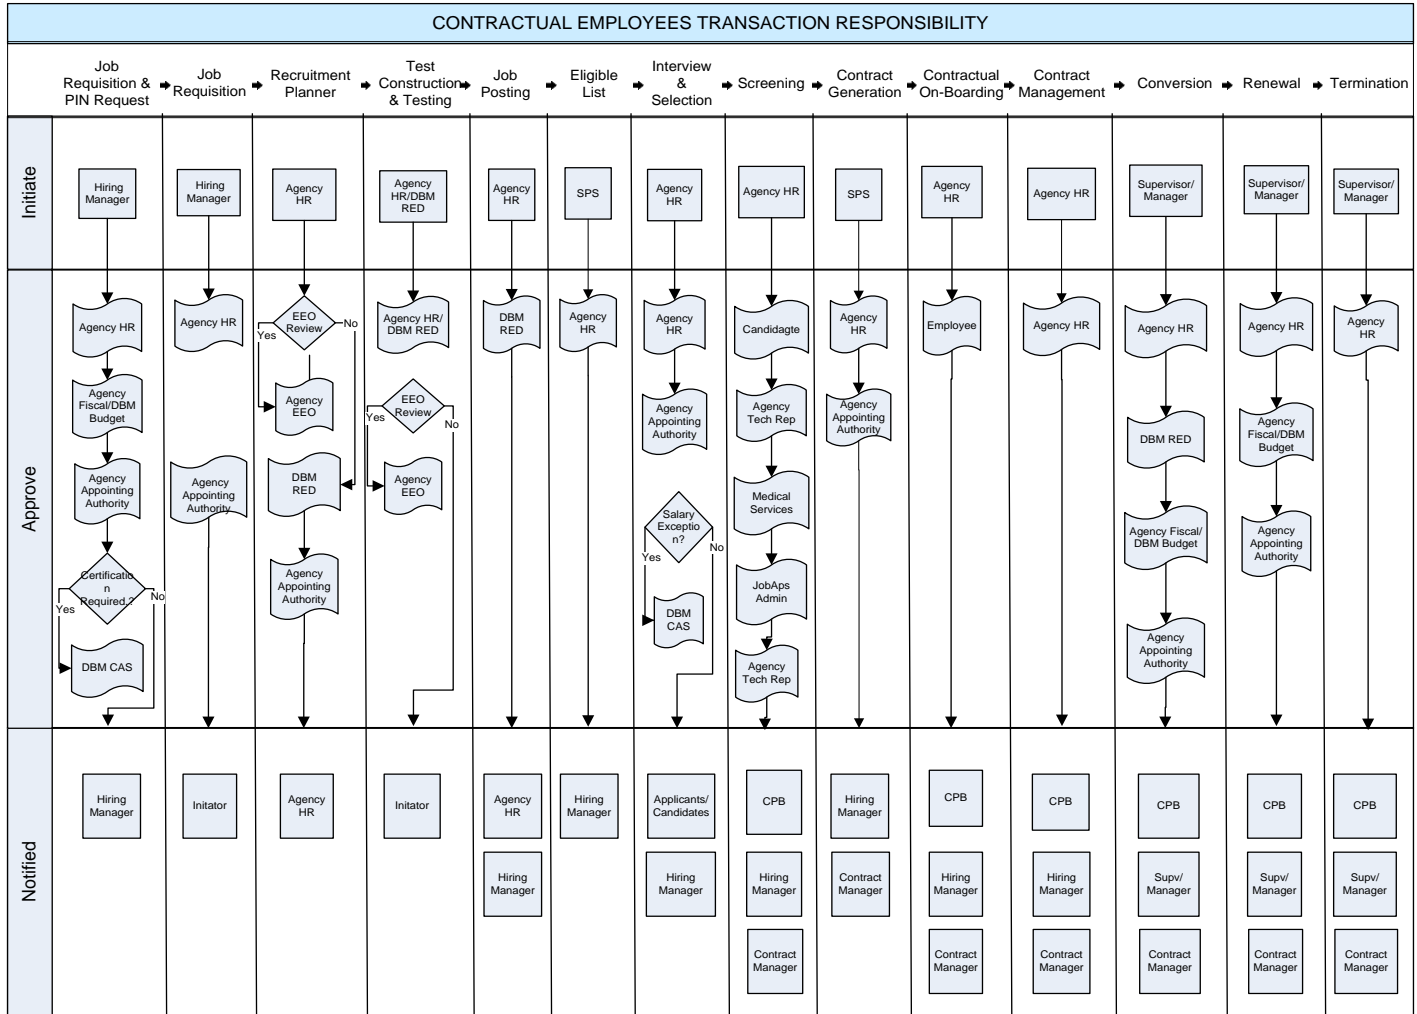 CONTRACTUAL EMPLOYEES TRANSACTION RESPONSIBILITY
Job
Requisition &
PIN Request
Job
Requisition
Recruitment
Planner
Test
Construction
& Testing
Job
Posting
Eligible
List
Interview
&
Selection
Screening
Contract
Generation
Contractual
On-Boarding
Contract
Management
Conversion
Renewal
Termination
Initiate
Hiring
Manager
Hiring
Manager
Agency
HR
Agency
HR/DBM
RED
Agency
HR
SPS
Agency
HR
Agency HR
SPS
Agency
HR
Agency HR
Supervisor/
Manager
Supervisor/
Manager
Supervisor/
Manager
Approve
Agency HR
Agency
Fiscal/DBM
Budget
Agency
Appointing
Authority
Certificatio
n
Required,?
Yes
No
DBM CAS
Agency HR
Agency
Appointing
Authority
EEO
Review
Yes
No
Agency
EEO
DBM
RED
Agency
Appointing
Authority
Agency HR/
DBM RED
EEO
Review
Yes
No
Agency
EEO
DBM
RED
Agency
HR
Agency
HR
Agency
Appointing
Authority
Salary
Exceptio
n?
Yes
No
DBM
CAS
Candidagte
Agency
Tech Rep
Medical
Services
JobAps
Admin
Agency
Tech Rep
Agency
HR
Agency
Appointing
Authority
Employee
Agency HR
Agency HR
DBM RED
Agency Fiscal/
DBM Budget
Agency
Appointing
Authority
Agency HR
Agency
Fiscal/DBM
Budget
Agency
Appointing
Authority
Agency
HR
Notified
Hiring
Manager
Initator
Agency
HR
Initator
Agency
HR
Hiring
Manager
Hiring
Manager
Applicants/
Candidates
Hiring
Manager
CPB
Hiring
Manager
Contract
Manager
Hiring
Manager
Contract
Manager
CPB
Hiring
Manager
Contract
Manager
CPB
Hiring
Manager
Contract
Manager
CPB
Supv/
Manager
Contract
Manager
CPB
Supv/
Manager
Contract
Manager
CPB
Supv/
Manager
Contract
Manager